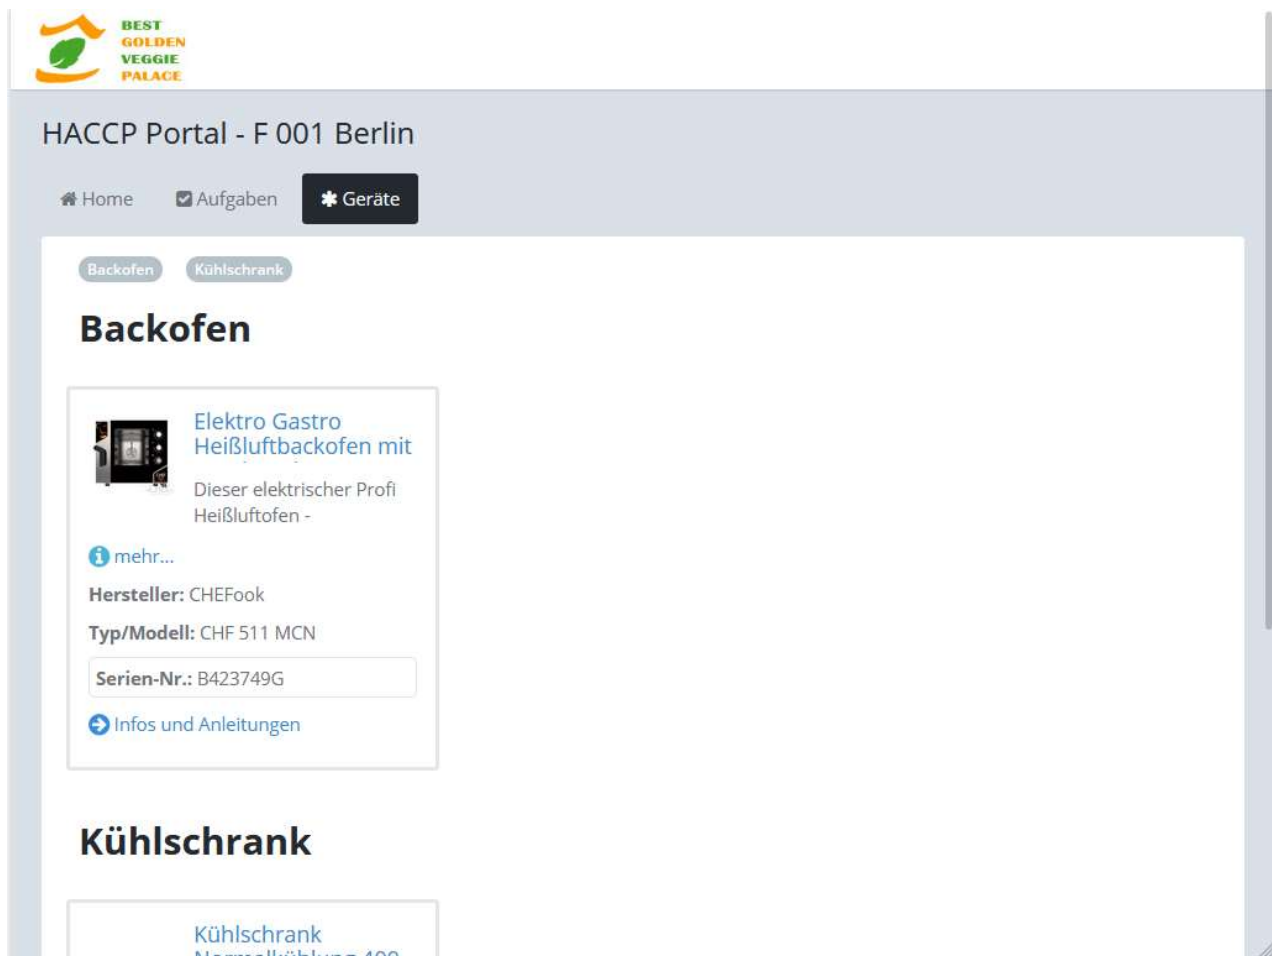 BEST
GOLDEN
VEGGIE
PALACE
HACCP Portal - F 001 Berlin
Home Aufgaben Geräte
Backofen Kühlschrank
Backofen
Elektro Gastro
Heißluftbackofen mit
Dieser elektrischer Profi
Heißluftofen -
mehr...
Hersteller: CHEFook
Typ/Modell: CHF 511 MCN
Serien-Nr.: B423749G
Infos und Anleitungen
Kühlschrank
Kühlschrank
Normalkühlung 400